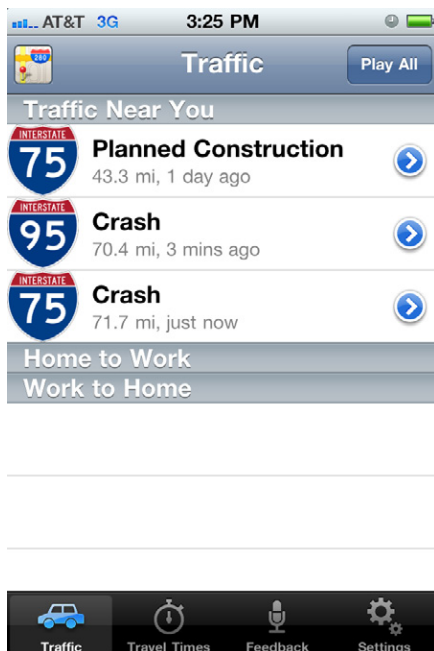 AT&T 3G 3:25 PM
280
Traffic
Play All
Traffic Near You
INTERSTATE
75
Planned Construction
43.3 mi, 1 day ago
INTERSTATE
95
Crash
70.4 mi, 3 mins ago
INTERSTATE
75
Crash
71.7 mi, just now
Home to Work
Work to Home
Traffic Travel Times Feedback Settings